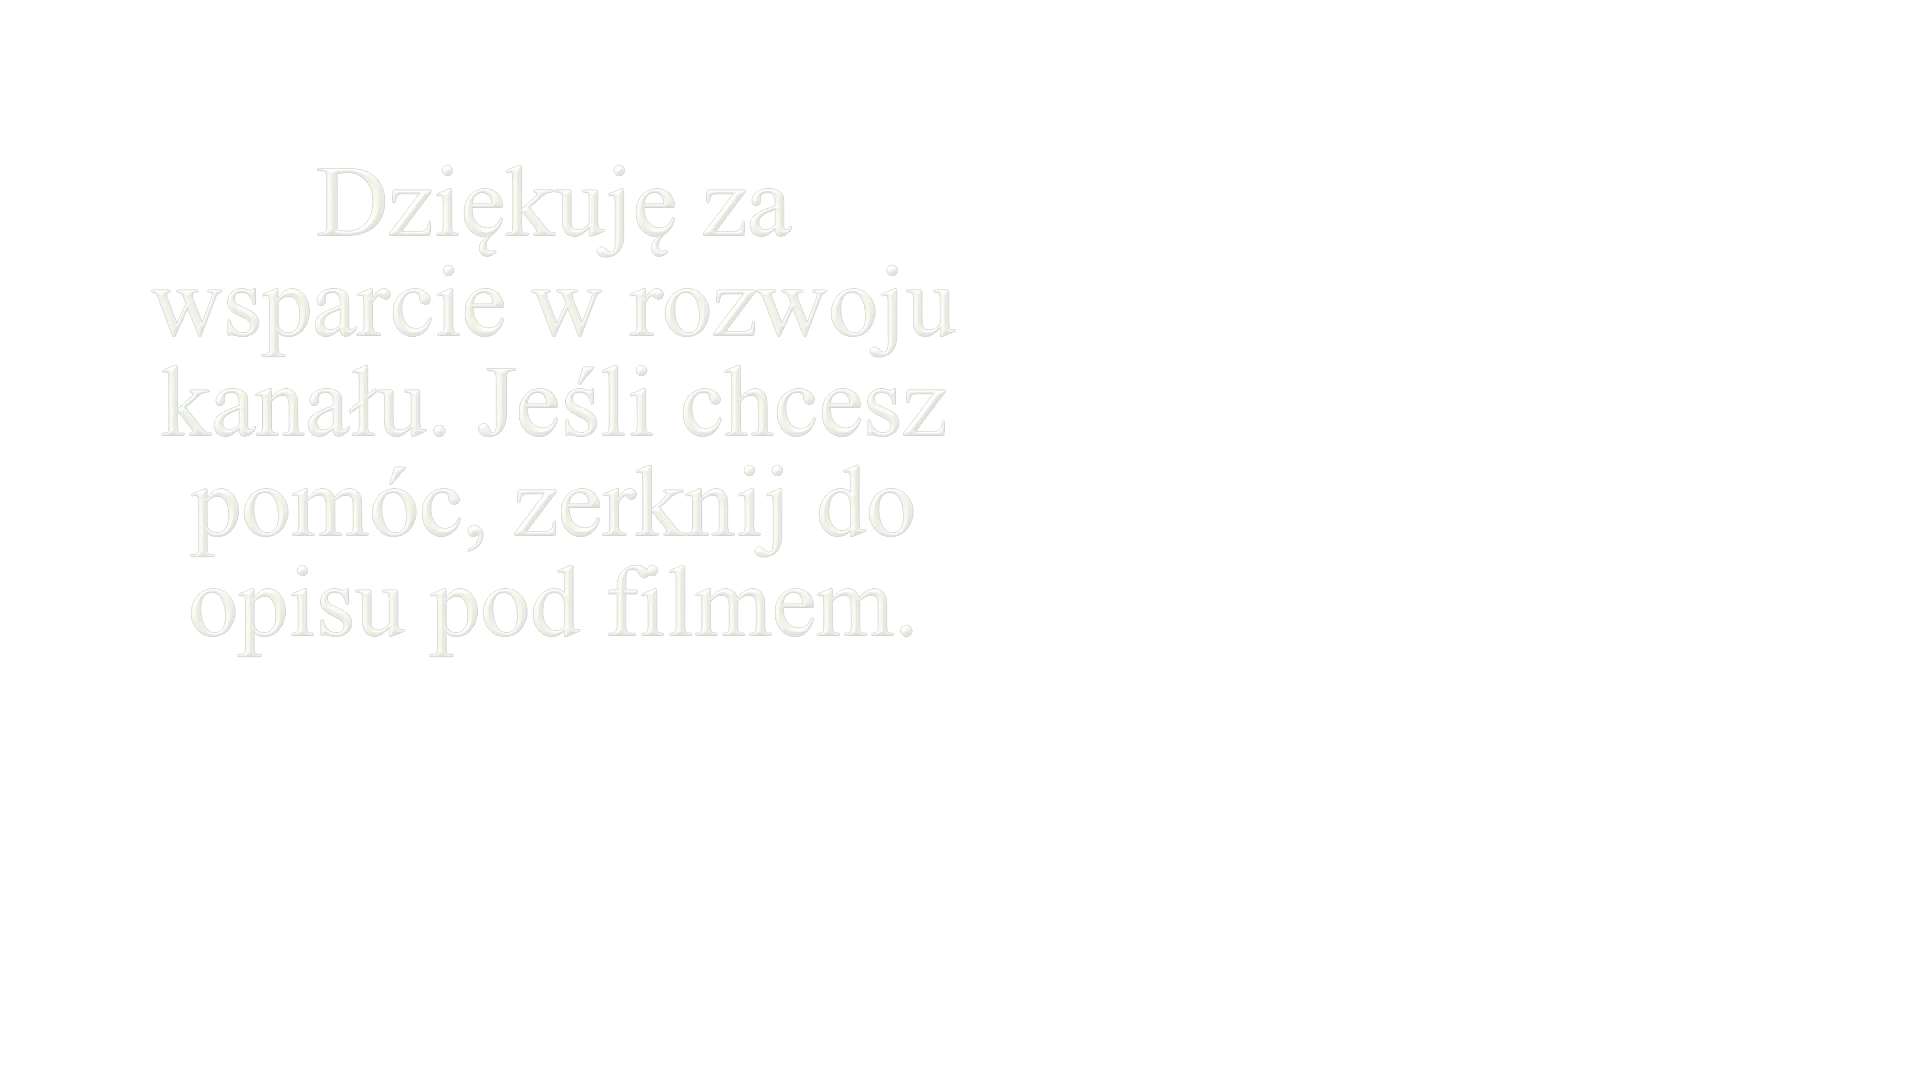 Dziękuję za
wsparcie w rozwoju
kanału. Jeśli chcesz
pomóc, zerknij do
opisu pod filmem.